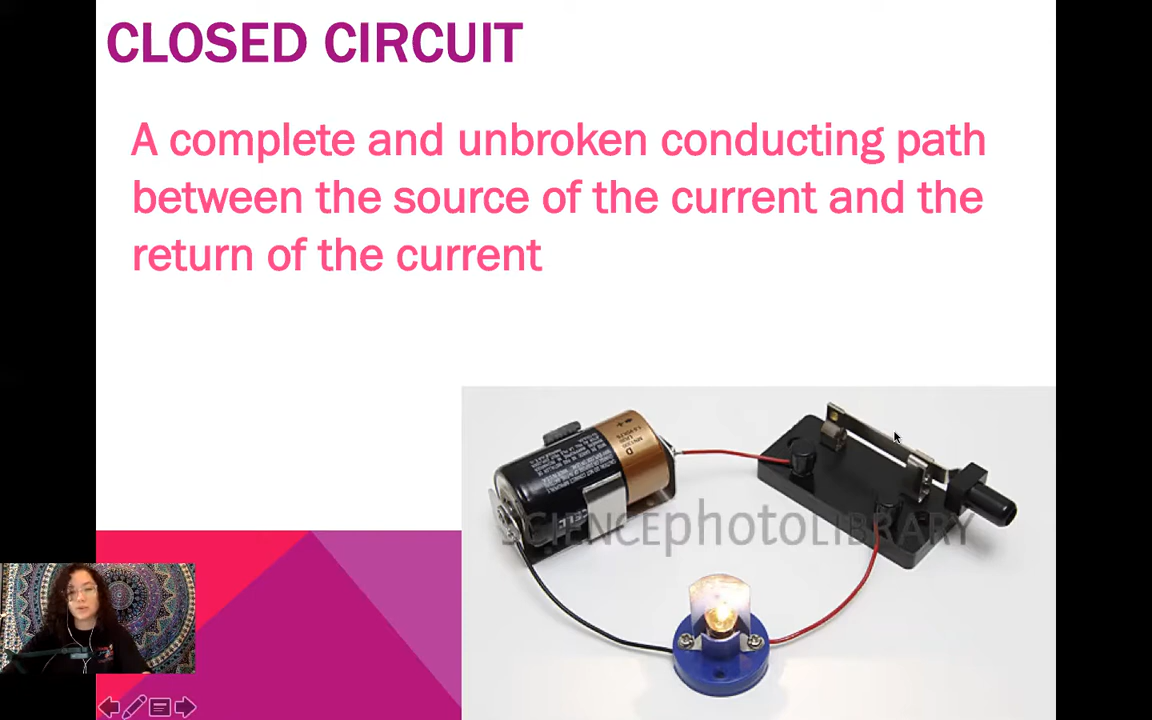 CLOSED CIRCUIT
A complete and unbroken conducting path
between the source of the current and the
return of the current
D
SCIENCEphotoLIBRARY